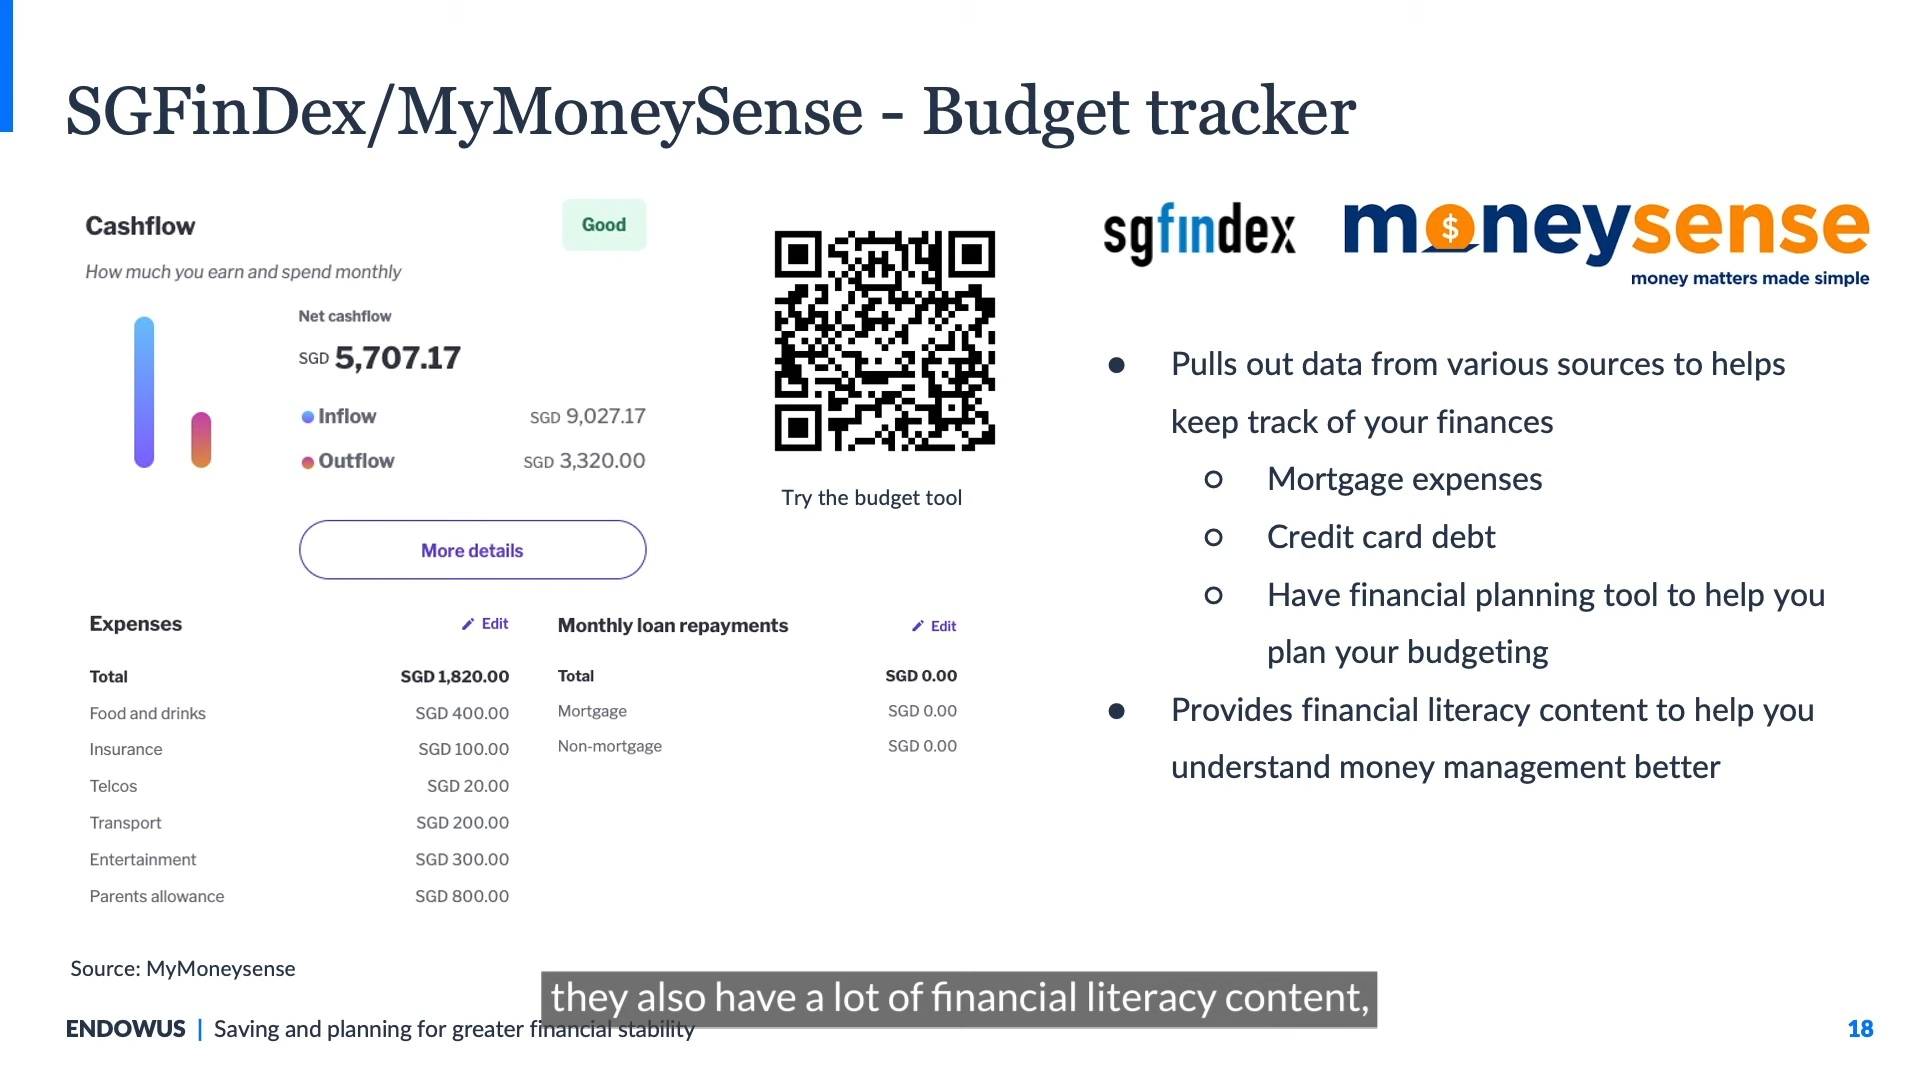 SGFinDex/MyMoneySense - Budget tracker
Cashflow
Good
How much you earn and spend monthly
Net cashflow
SGD 5,707.17
Inflow SGD 9,027.17
Outflow SGD 3,320.00
More details
Try the budget tool
Expenses
Edit
Total SGD 1,820.00
Food and drinks SGD 400.00
Insurance SGD 100.00
Telcos SGD 20.00
Transport SGD 200.00
Entertainment SGD 300.00
Parents allowance SGD 800.00
Monthly loan repayments
Edit
Total SGD 0.00
Mortgage SGD 0.00
Non-mortgage SGD 0.00
sgfindex
moneysense
money matters made simple
● Pulls out data from various sources to helps
keep track of your finances
○ Mortgage expenses
○ Credit card debt
○ Have financial planning tool to help you
plan your budgeting
● Provides financial literacy content to help you
understand money management better
Source: MyMoneysense
they also have a lot of financial literacy content,
ENDOWUS | Saving and planning for greater financial stability
18